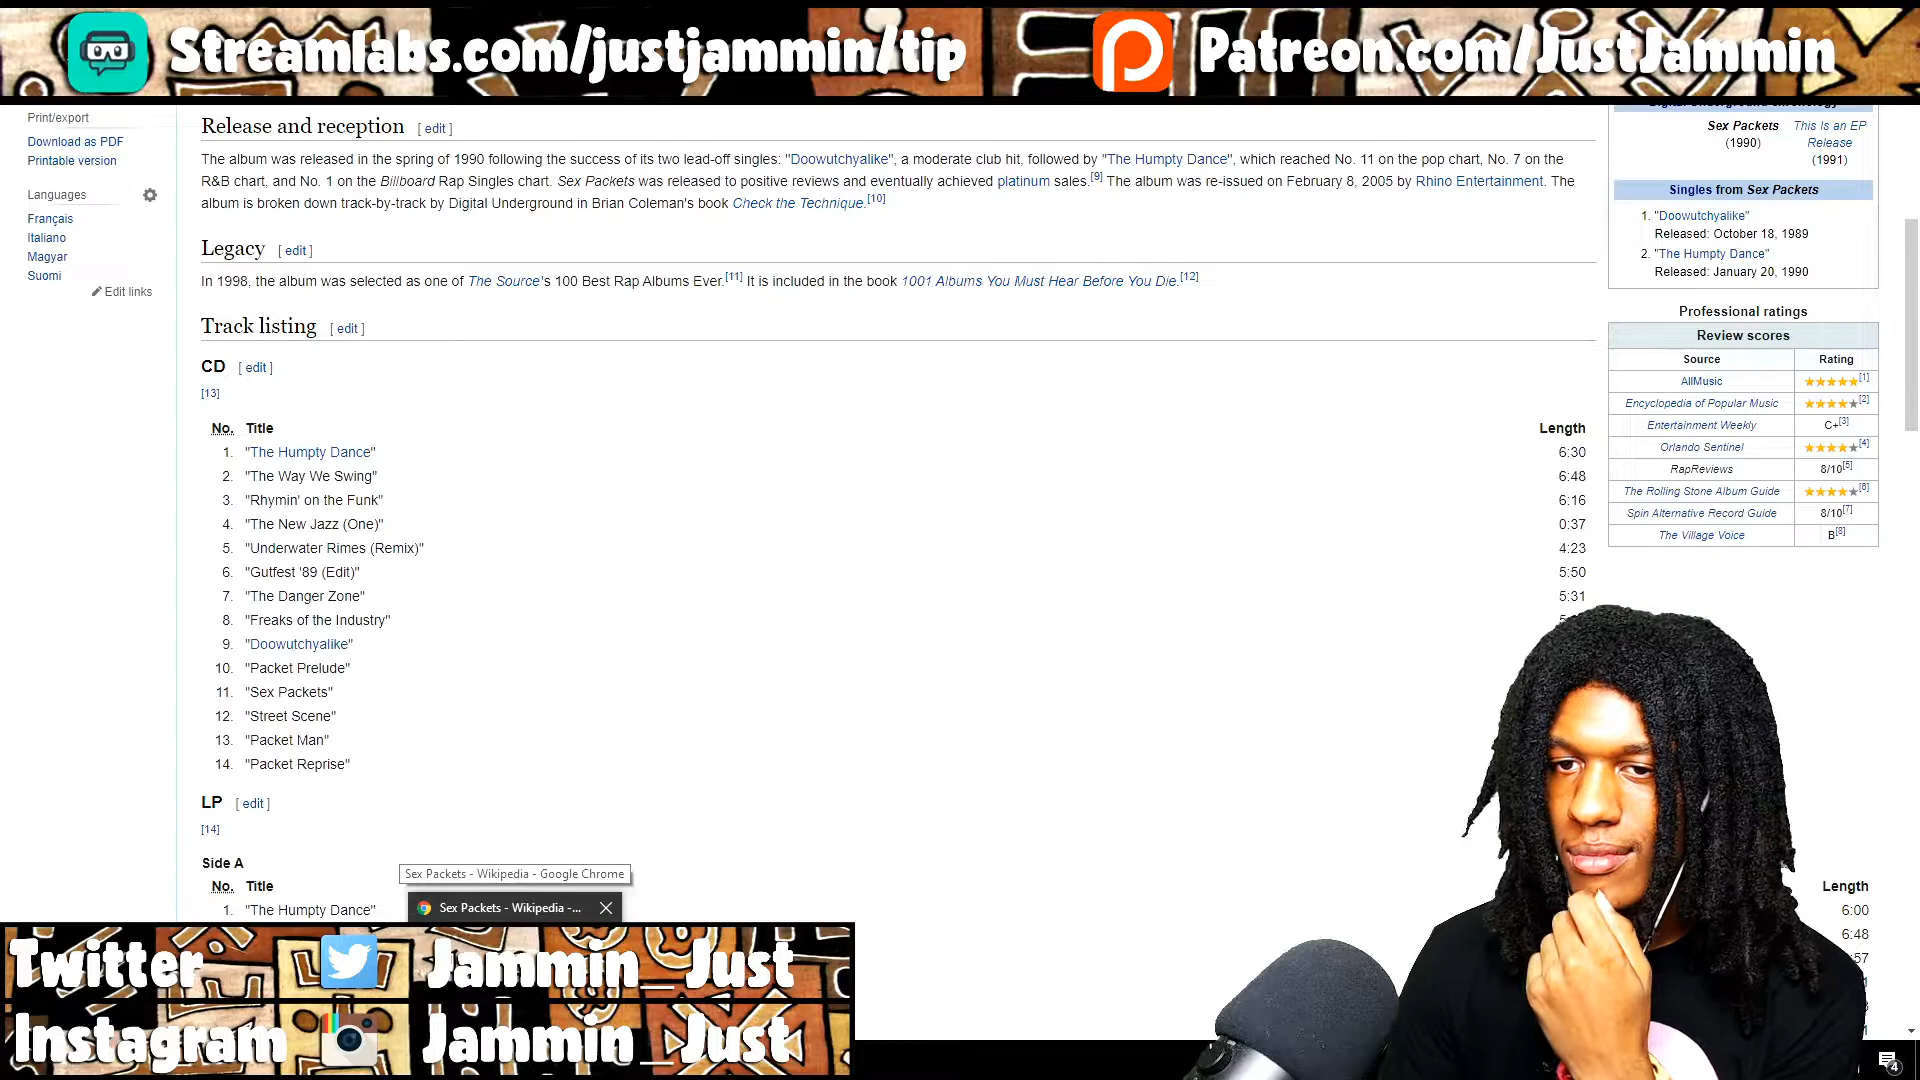 Streamlabs.com/justjammin/tip
Patreon.com/JustJammin
Print/export
Download as PDF
Printable version
Languages
Français
Italiano
Magyar
Suomi
Edit links
Release and reception [ edit ]
The album was released in the spring of 1990 following the success of its two lead-off singles: "Doowutchyalike", a moderate club hit, followed by "The Humpty Dance", which reached No. 11 on the pop chart, No. 7 on the
R&B chart, and No. 1 on the Billboard Rap Singles chart. Sex Packets was released to positive reviews and eventually achieved platinum sales.[9] The album was re-issued on February 8, 2005 by Rhino Entertainment. The
album is broken down track-by-track by Digital Underground in Brian Coleman's book Check the Technique.[10]
Legacy [ edit ]
In 1998, the album was selected as one of The Source's 100 Best Rap Albums Ever.[11] It is included in the book 1001 Albums You Must Hear Before You Die.[12]
Track listing [ edit ]
CD [ edit ]
[13]
No. Title Length
1. "The Humpty Dance" 6:30
2. "The Way We Swing" 6:48
3. "Rhymin' on the Funk" 6:16
4. "The New Jazz (One)" 0:37
5. "Underwater Rimes (Remix)" 4:23
6. "Gutfest '89 (Edit)" 5:50
7. "The Danger Zone" 5:31
8. "Freaks of the Industry"
9. "Doowutchyalike"
10. "Packet Prelude"
11. "Sex Packets"
12. "Street Scene"
13. "Packet Man"
14. "Packet Reprise"
LP [ edit ]
[14]
Side A
No. Title Length
1. "The Humpty Dance" 6:00
6:48
:57
Sex Packets - Wikipedia - Google Chrome
Sex Packets - Wikipedia -...
Sex Packets This Is an EP
(1990) Release
(1991)
Singles from Sex Packets
1. "Doowutchyalike"
Released: October 18, 1989
2. "The Humpty Dance"
Released: January 20, 1990
Professional ratings
Review scores
Source Rating
AllMusic ★★★★★[1]
Encyclopedia of Popular Music ★★★★★[2]
Entertainment Weekly C+[3]
Orlando Sentinel ★★★★★[4]
RapReviews 8/10[5]
The Rolling Stone Album Guide ★★★★★[6]
Spin Alternative Record Guide 8/10[7]
The Village Voice B[8]
Twitter Jammin_Just
Instagram Jammin_Just
4